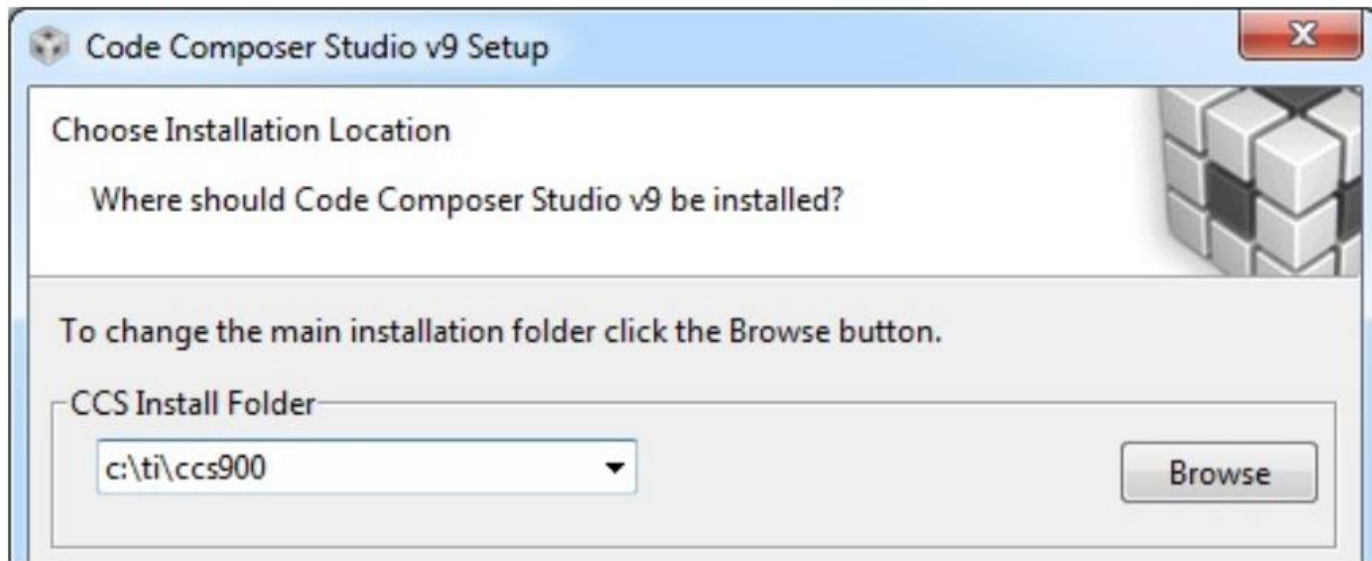 Code Composer Studio v9 Setup
Choose Installation Location
Where should Code Composer Studio v9 be installed?
To change the main installation folder click the Browse button.
CCS Install Folder
c:\ti\ccs900
Browse